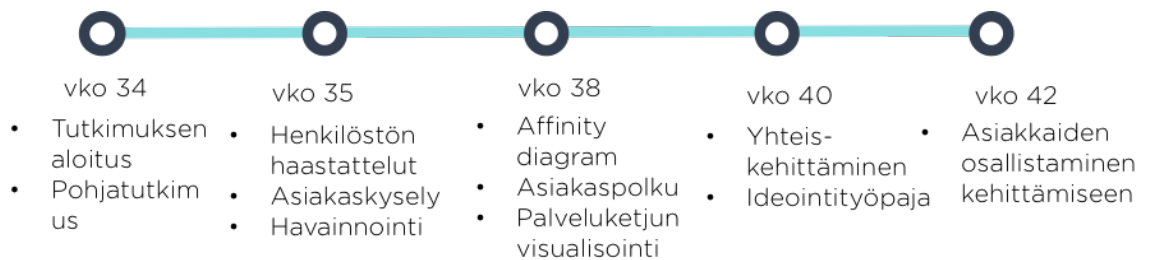 vko 34
• Tutkimuksen
aloitus
• Pohjatutkim
us
vko 35
• Henkilöstön
haastattelut
• Asiakaskysely
• Havainnointi
vko 38
• Affinity
diagram
• Asiakaspolku
• Palveluketjun
visualisointi
vko 40
• Yhteis-
kehittäminen
• Ideointityöpaja
vko 42
• Asiakkaiden
osallistaminen
kehittämiseen